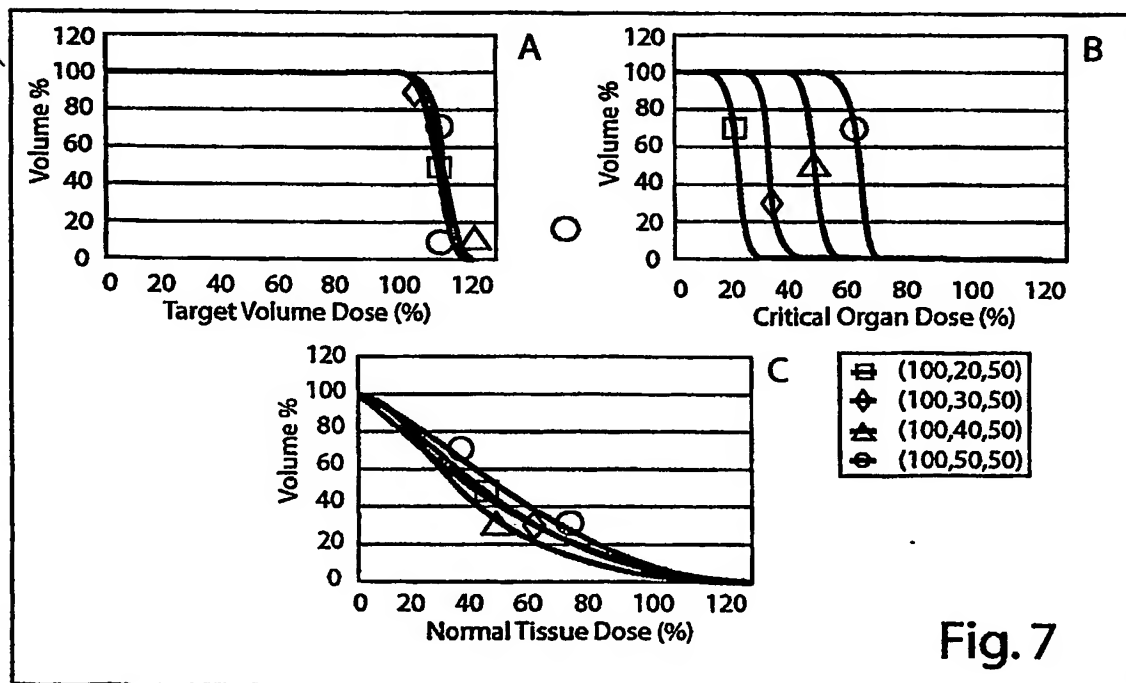 A
120
100
80
60
40
20
0
Volume %
0 20 40 60 80 100 120
Target Volume Dose (%)
B
120
100
80
60
40
20
0
Volume %
0 20 40 60 80 100 120
Critical Organ Dose (%)
C
120
100
80
60
40
20
0
Volume %
0 20 40 60 80 100 120
Normal Tissue Dose (%)
(100,20,50)
(100,30,50)
(100,40,50)
(100,50,50)
Fig. 7